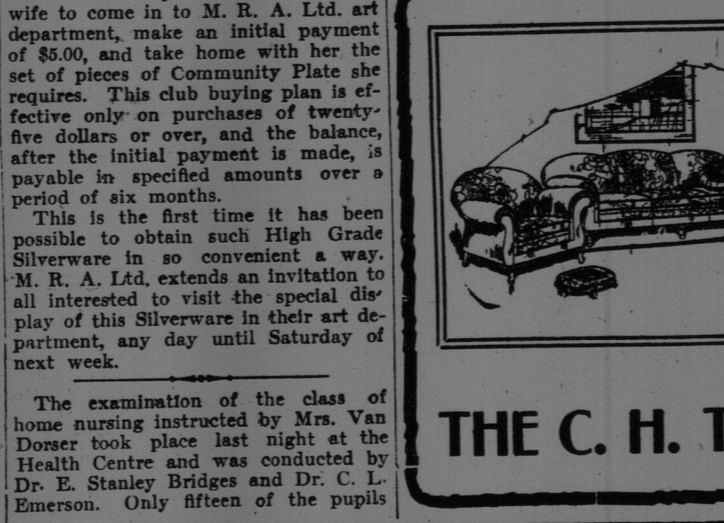 wife to come in to M. R. A. Ltd. art
department, make an initial payment
of $5.00, and take home with her the
set of pieces of Community Plate she
requires. This club buying plan is ef-
fective only on purchases of twenty-
five dollars or over, and the balance,
after the initial payment is made, is
payable in specified amounts over a
period of six months.
This is the first time it has been
possible to obtain such High Grade
Silverware in so convenient a way.
M. R. A. Ltd. extends an invitation to
all interested to visit the special dis-
play of this Silverware in their art de-
partment, any day until Saturday of
next week.
The examination of the class of
home nursing instructed by Mrs. Van
Dorser took place last night at the
Health Centre and was conducted by
Dr. E. Stanley Bridges and Dr. C. L.
Emerson. Only fifteen of the pupils
THE C. H. T